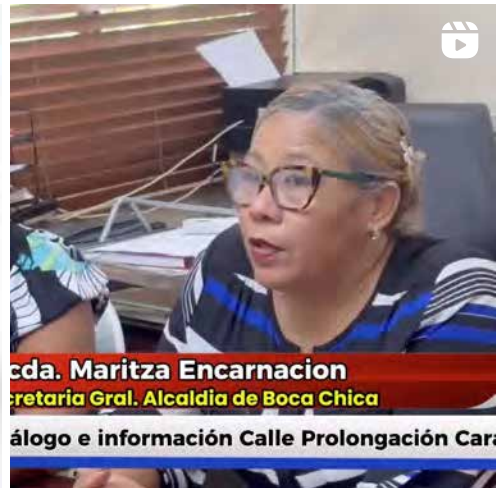 cda. Maritza Encarnacion
cretaria Gral. Alcaldia de Boca Chica
álogo e información Calle Prolongación Cara